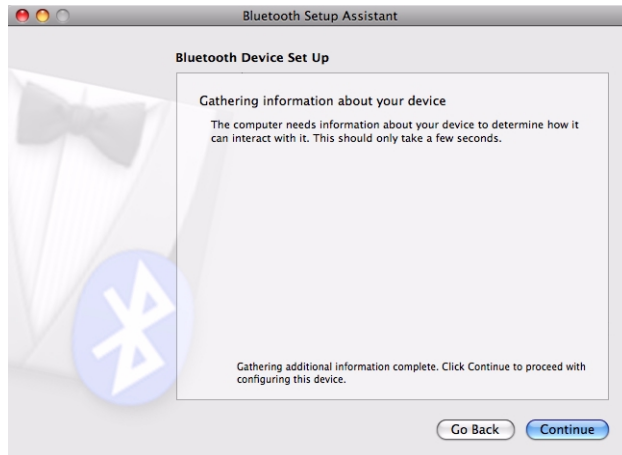 Bluetooth Setup Assistant
Bluetooth Device Set Up
Gathering information about your device
The computer needs information about your device to determine how it
can interact with it. This should only take a few seconds.
Gathering additional information complete. Click Continue to proceed with
configuring this device.
Go Back
Continue